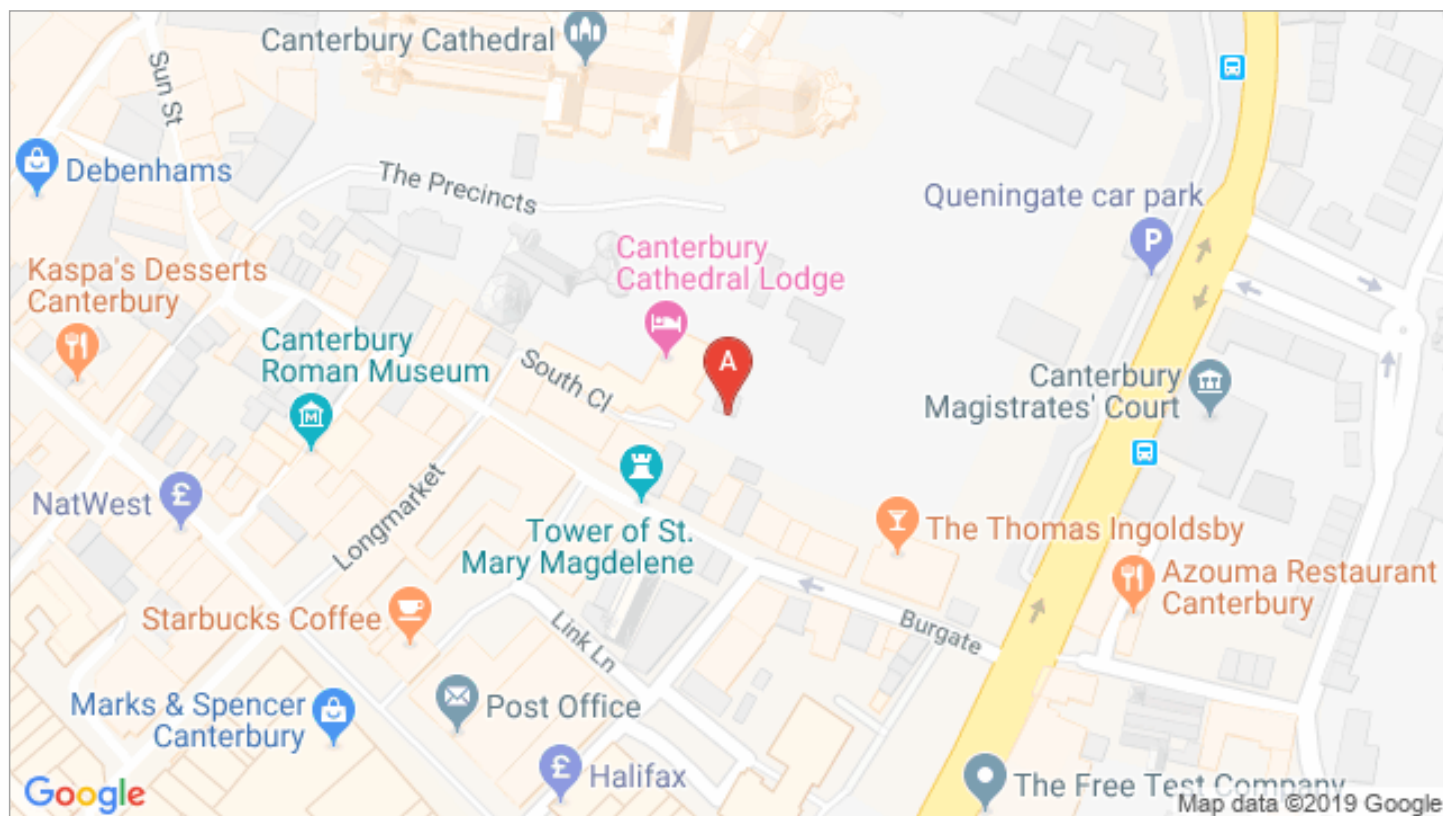 Canterbury Cathedral
Sun St
Debenhams
The Precincts
Queningate car park
P
Canterbury
Cathedral Lodge
Kaspa's Desserts
Canterbury
Canterbury
Roman Museum
M
South Cl
A
Canterbury
Magistrates' Court
NatWest
£
Longmarket
Tower of St.
Mary Magdelene
The Thomas Ingoldsby
Azouma Restaurant
Canterbury
Starbucks Coffee
Link Ln
Burgate
Marks & Spencer
Canterbury
Post Office
£
Halifax
The Free Test Company
Google
Map data ©2019 Google